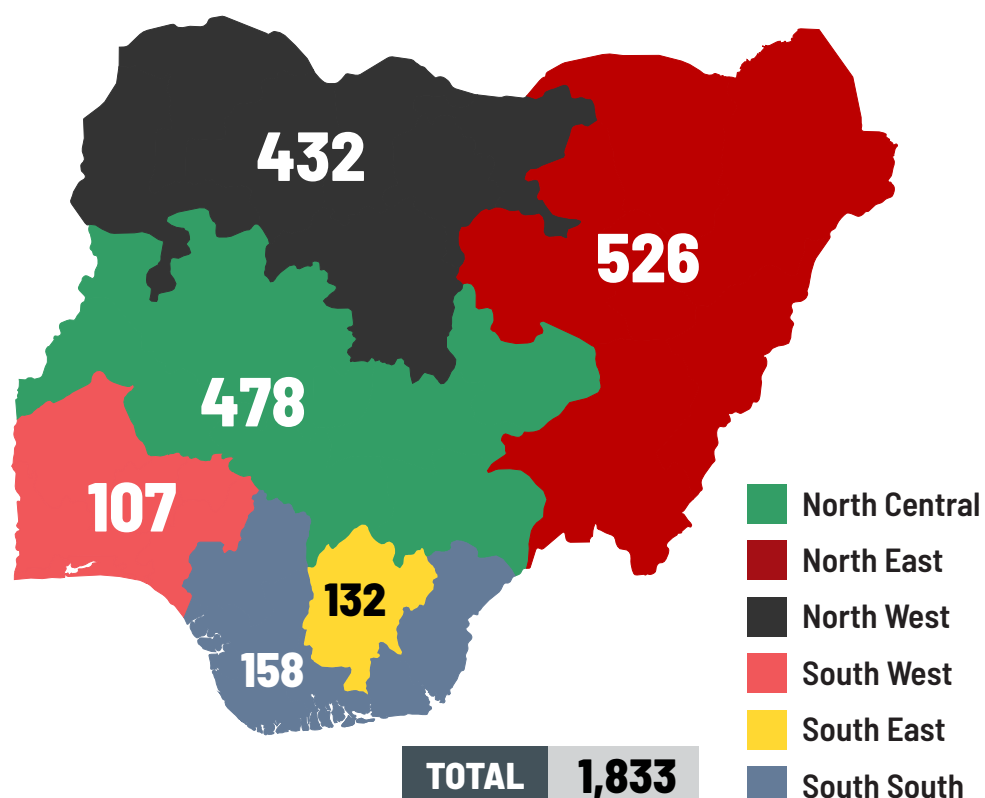 432
526
478
107
132
158
North Central
North East
North West
South West
South East
South South
TOTAL 1,833